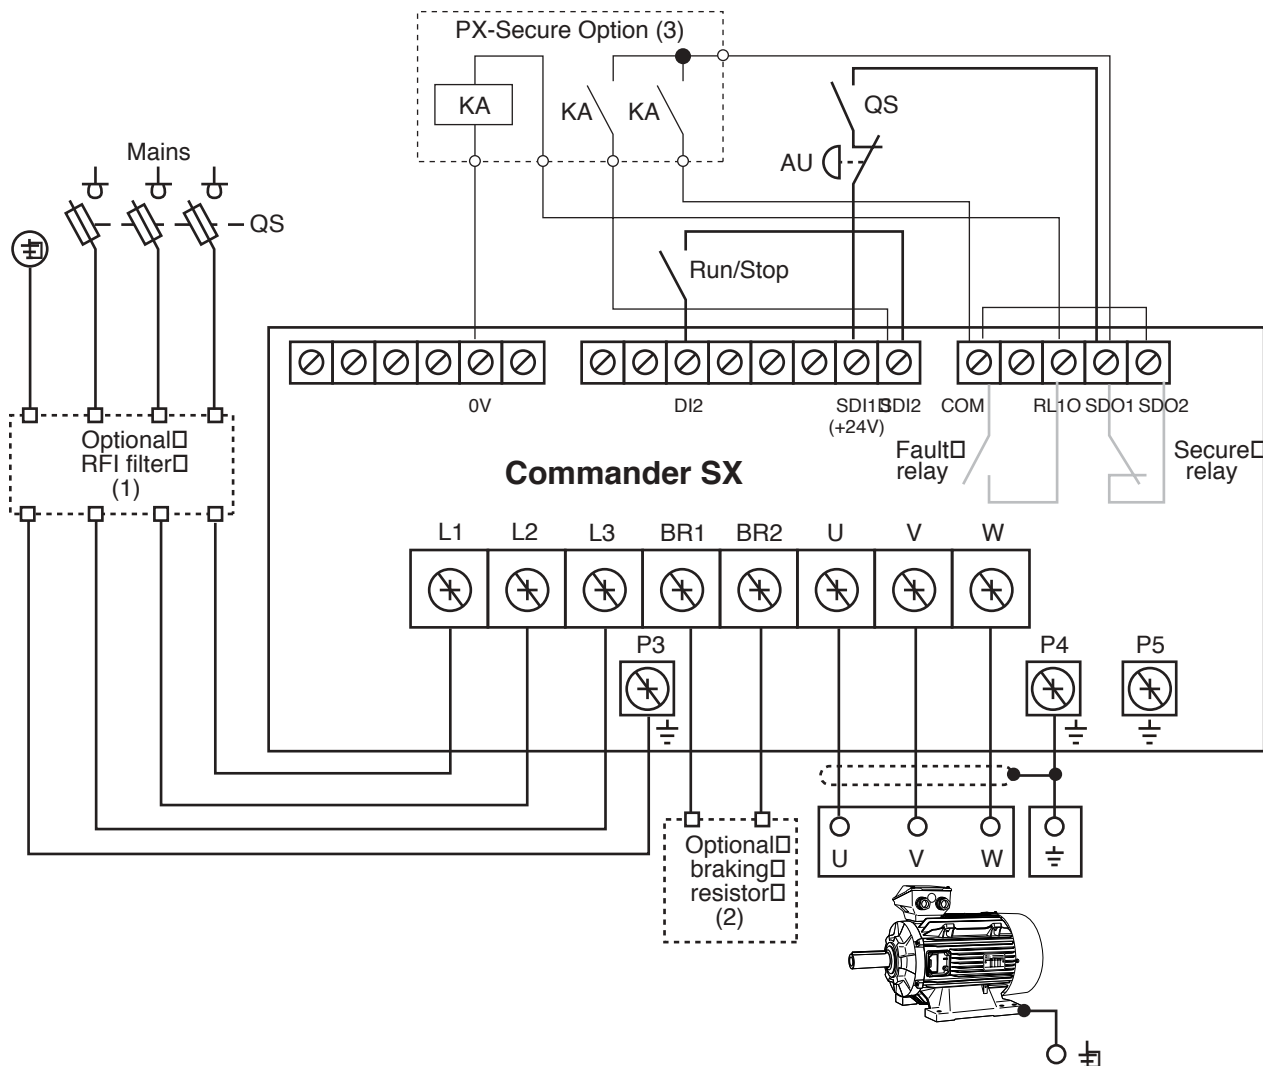 PX-Secure Option (3)
KA
KA
KA
QS
AU
Mains
QS
Run/Stop
0V
DI2
SDI1
SDI2
(+24V)
COM
RL1O
SDO1
SDO2
Optional
RFI filter
(1)
Fault
relay
Secure
relay
Commander SX
L1
L2
L3
BR1
BR2
U
V
W
P3
P4
P5
Optional
braking
resistor
(2)
U
V
W